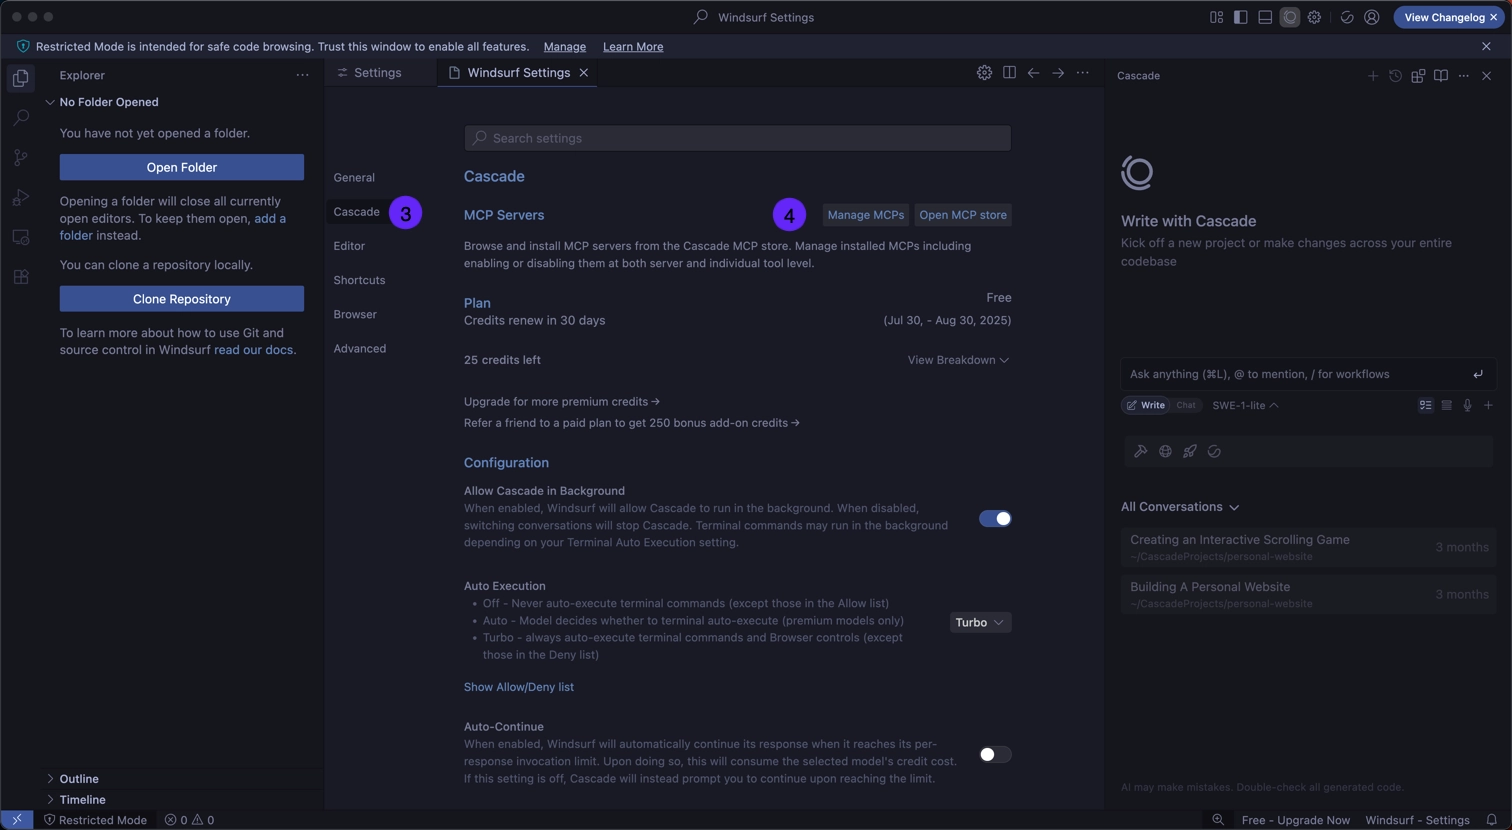 Windsurf Settings
View Changelog ×
Restricted Mode is intended for safe code browsing. Trust this window to enable all features. Manage Learn More
Explorer
No Folder Opened
You have not yet opened a folder.
Open Folder
Opening a folder will close all currently
open editors. To keep them open, add a
folder instead.
You can clone a repository locally.
Clone Repository
To learn more about how to use Git and
source control in Windsurf read our docs.
Outline
Timeline
Settings
Windsurf Settings
Search settings
General
Cascade 3
Editor
Shortcuts
Browser
Advanced
Cascade
MCP Servers
4
Manage MCPs
Open MCP store
Browse and install MCP servers from the Cascade MCP store. Manage installed MCPs including
enabling or disabling them at both server and individual tool level.
Plan
Free
Credits renew in 30 days
(Jul 30, - Aug 30, 2025)
25 credits left
View Breakdown
Upgrade for more premium credits →
Refer a friend to a paid plan to get 250 bonus add-on credits →
Configuration
Allow Cascade in Background
When enabled, Windsurf will allow Cascade to run in the background. When disabled,
switching conversations will stop Cascade. Terminal commands may run in the background
depending on your Terminal Auto Execution setting.
Auto Execution
• Off - Never auto-execute terminal commands (except those in the Allow list)
• Auto - Model decides whether to terminal auto-execute (premium models only)
• Turbo - always auto-execute terminal commands and Browser controls (except
those in the Deny list)
Turbo
Show Allow/Deny list
Auto-Continue
When enabled, Windsurf will automatically continue its response when it reaches its per-
response invocation limit. Upon doing so, this will consume the selected model's credit cost.
If this setting is off, Cascade will instead prompt you to continue upon reaching the limit.
Cascade
Write with Cascade
Kick off a new project or make changes across your entire
codebase
Ask anything (⌘L), @ to mention, / for workflows
Write Chat SWE-1-lite
All Conversations
Creating an Interactive Scrolling Game
~/CascadeProjects/personal-website
3 months
Building A Personal Website
~/CascadeProjects/personal-website
3 months
AI may make mistakes. Double-check all generated code.
Restricted Mode 0 0
Free - Upgrade Now Windsurf - Settings